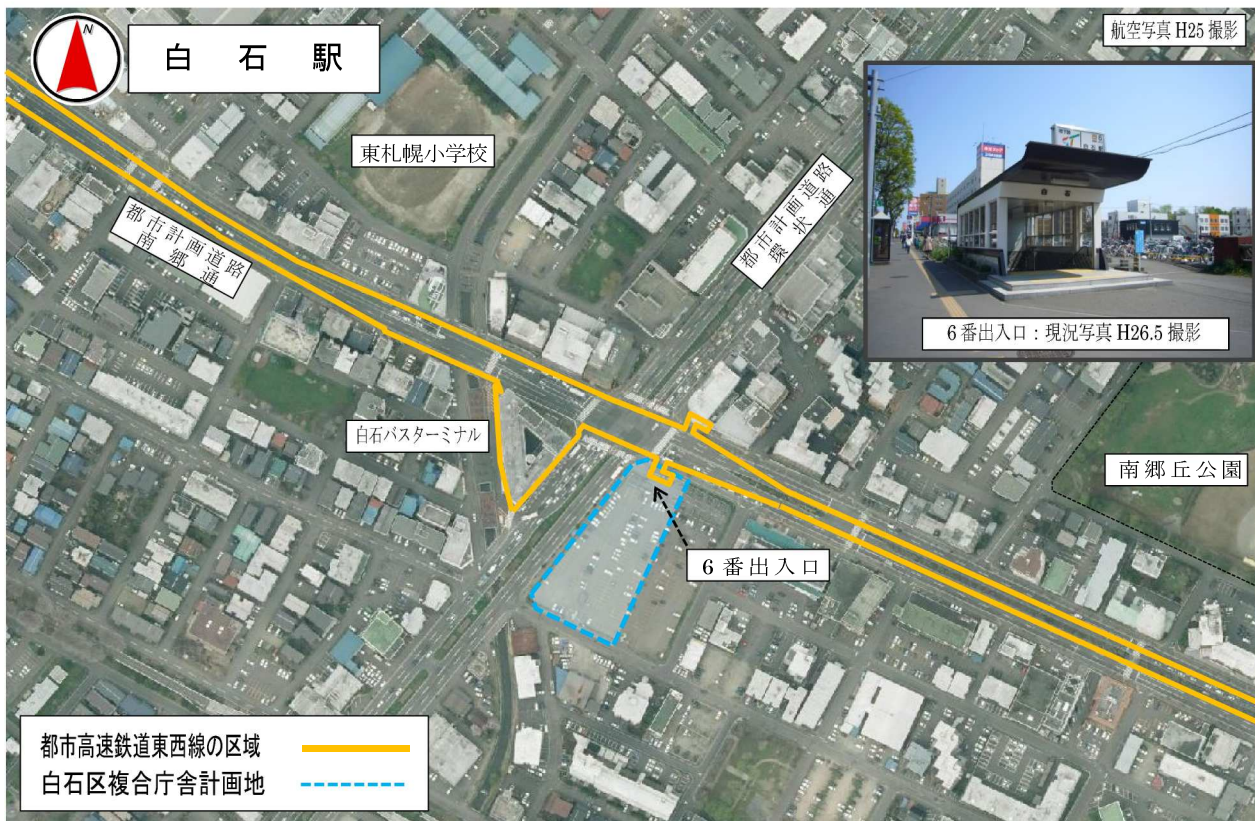 N
白石駅
航空写真 H25 撮影
東札幌小学校
都市計画道路
環状通
都市計画道路
南郷通
白石
6番出入口：現況写真 H26.5 撮影
白石バスターミナル
南郷丘公園
6番出入口
都市高速鉄道東西線の区域
白石区複合庁舎計画地